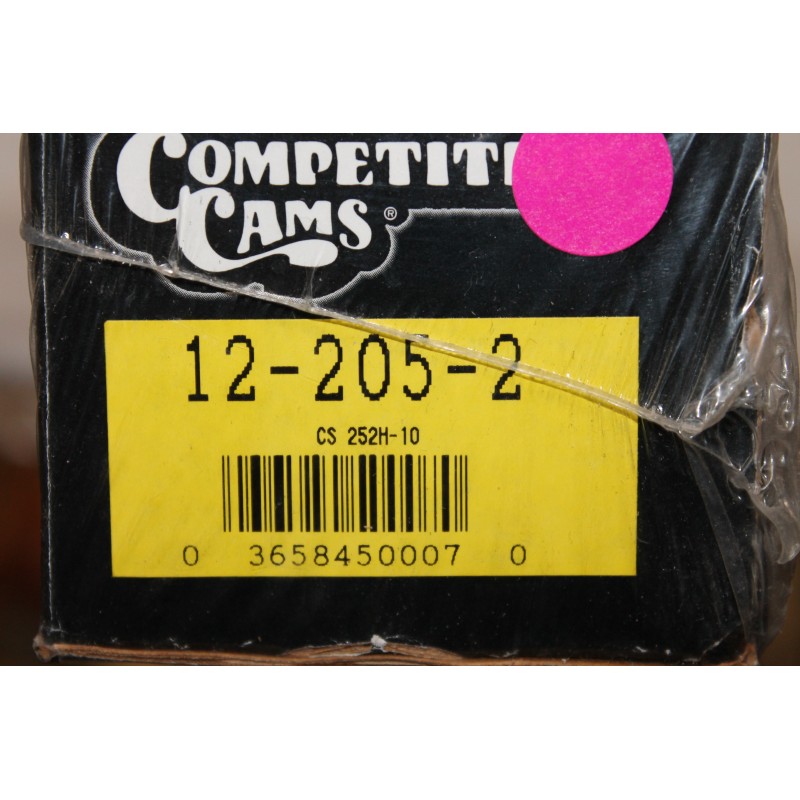 COMPETITI
CAMS®
12-205-2
CS 252H-10
0 3658450007 0